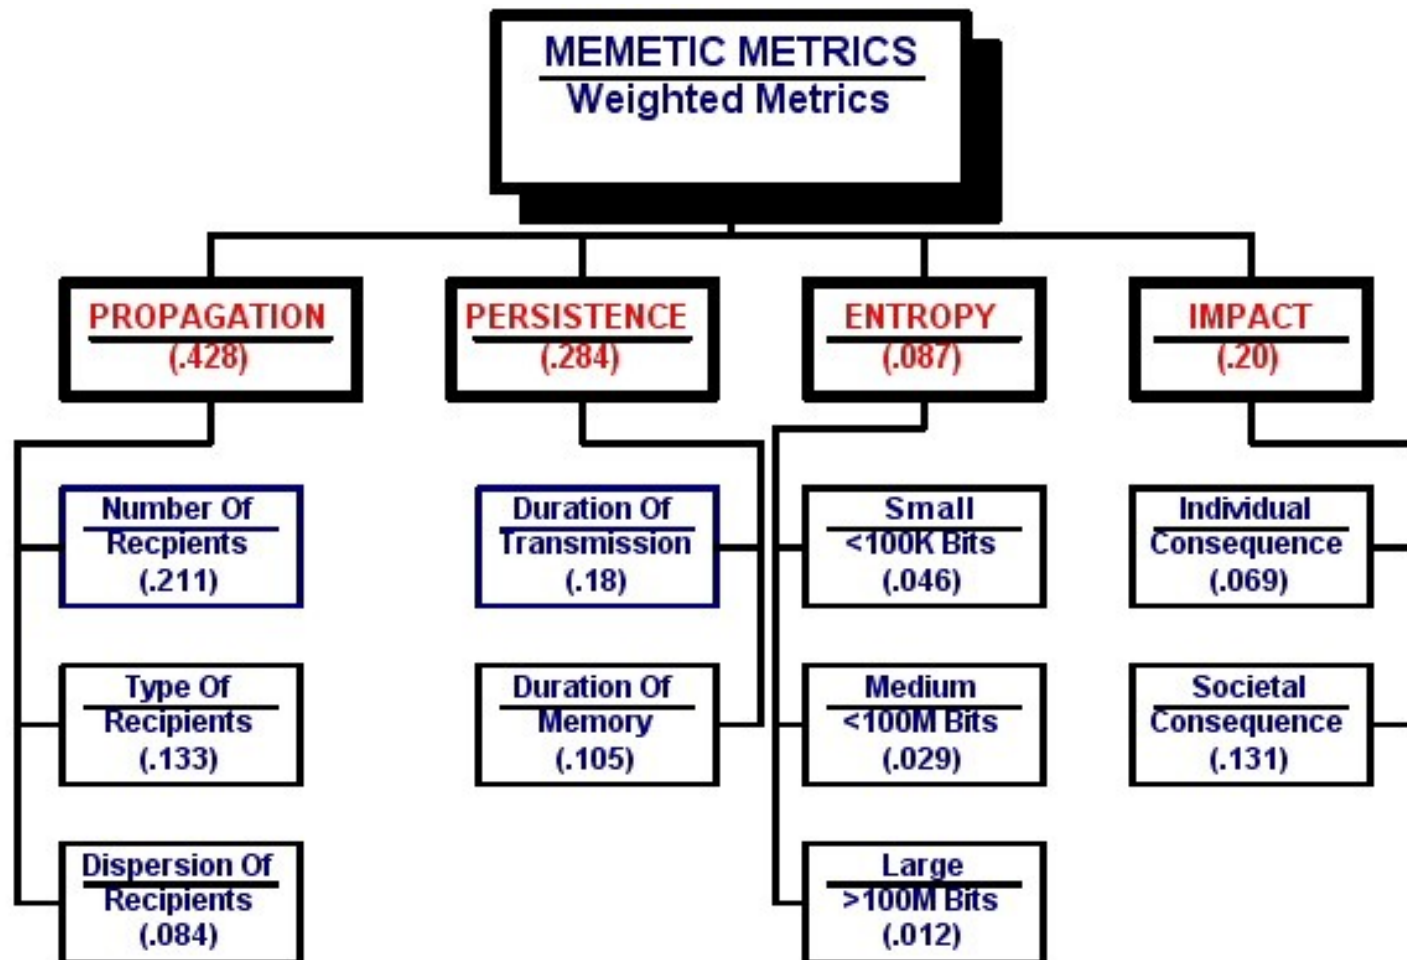 MEMETIC METRICS
Weighted Metrics
PROPAGATION
(.428)
PERSISTENCE
(.284)
ENTROPY
(.087)
IMPACT
(.20)
Number Of
Recpients
(.211)
Duration Of
Transmission
(.18)
Small
<100K Bits
(.046)
Individual
Consequence
(.069)
Type Of
Recipients
(.133)
Duration Of
Memory
(.105)
Medium
<100M Bits
(.029)
Societal
Consequence
(.131)
Dispersion Of
Recipients
(.084)
Large
>100M Bits
(.012)